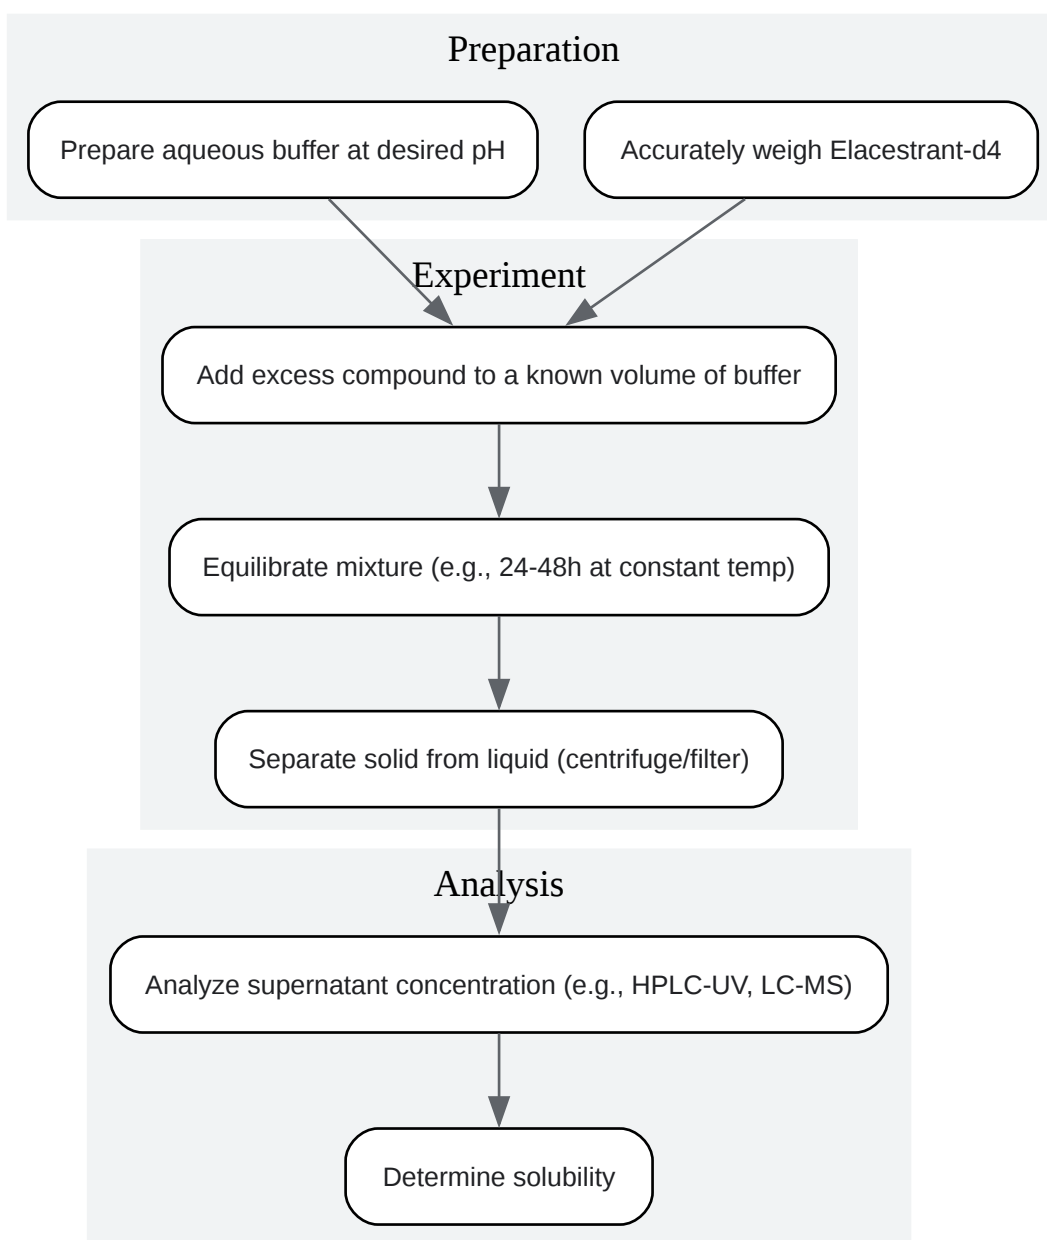 Preparation
Prepare aqueous buffer at desired pH
Accurately weigh Elacestrant-d4
Experiment
Add excess compound to a known volume of buffer
Equilibrate mixture (e.g., 24-48h at constant temp)
Separate solid from liquid (centrifuge/filter)
Analysis
Analyze supernatant concentration (e.g., HPLC-UV, LC-MS)
Determine solubility